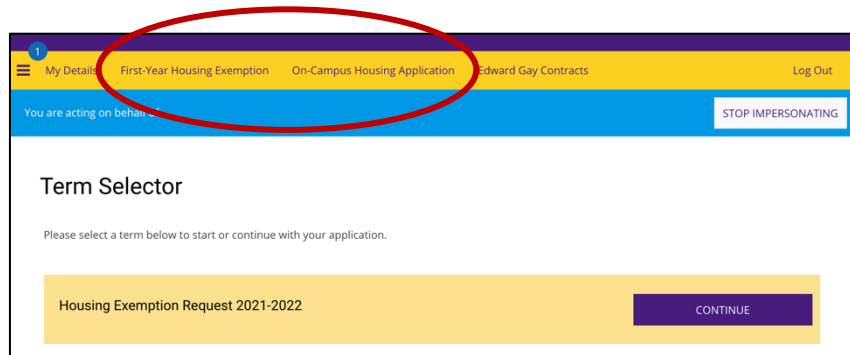 1
My Details First-Year Housing Exemption On-Campus Housing Application Edward Gay Contracts Log Out
You are acting on behalf of STOP IMPERSONATING
Term Selector
Please select a term below to start or continue with your application.
Housing Exemption Request 2021-2022 CONTINUE